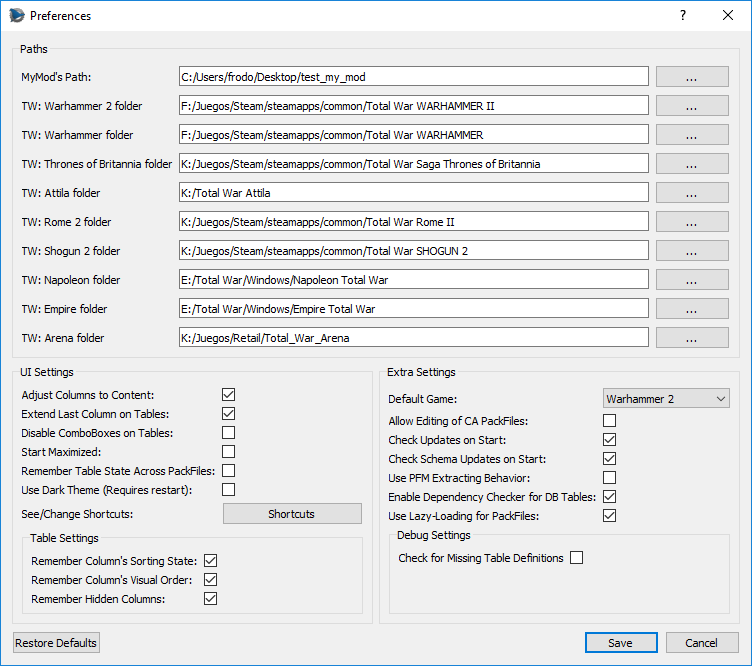 Preferences
?
Paths
MyMod's Path: C:/Users/frodo/Desktop/test_my_mod ...
TW: Warhammer 2 folder F:/Juegos/Steam/steamapps/common/Total War WARHAMMER II ...
TW: Warhammer folder F:/Juegos/Steam/steamapps/common/Total War WARHAMMER ...
TW: Thrones of Britannia folder K:/Juegos/Steam/steamapps/common/Total War Saga Thrones of Britannia ...
TW: Attila folder K:/Total War Attila ...
TW: Rome 2 folder K:/Juegos/Steam/steamapps/common/Total War Rome II ...
TW: Shogun 2 folder K:/Juegos/Steam/steamapps/common/Total War SHOGUN 2 ...
TW: Napoleon folder E:/Total War/Windows/Napoleon Total War ...
TW: Empire folder E:/Total War/Windows/Empire Total War ...
TW: Arena folder K:/Juegos/Retail/Total_War_Arena ...
UI Settings
Adjust Columns to Content:
Extend Last Column on Tables:
Disable ComboBoxes on Tables:
Start Maximized:
Remember Table State Across PackFiles:
Use Dark Theme (Requires restart):
See/Change Shortcuts: Shortcuts
Table Settings
Remember Column's Sorting State:
Remember Column's Visual Order:
Remember Hidden Columns:
Extra Settings
Default Game: Warhammer 2
Allow Editing of CA PackFiles:
Check Updates on Start:
Check Schema Updates on Start:
Use PFM Extracting Behavior:
Enable Dependency Checker for DB Tables:
Use Lazy-Loading for PackFiles:
Debug Settings
Check for Missing Table Definitions
Restore Defaults
Save
Cancel